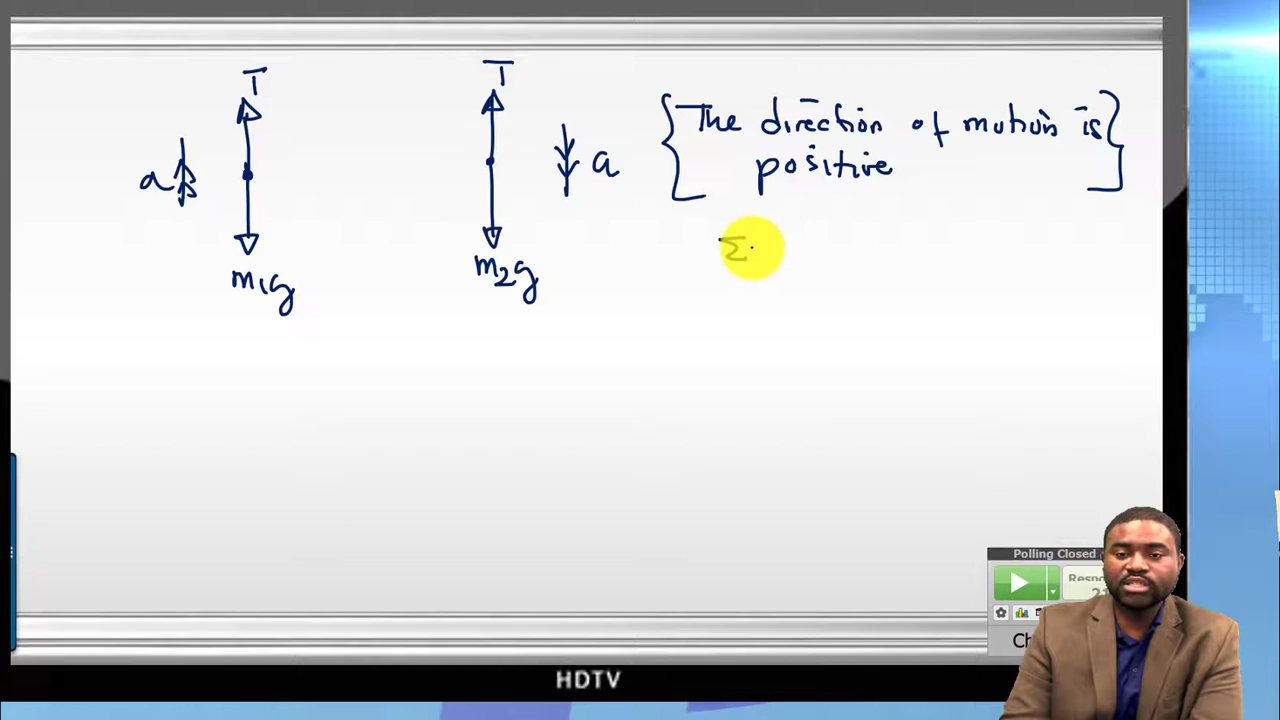 T
T
a
a
m₁g
m₂g
{The direction of motion is}
positive
Σ
Polling Closed
HDTV